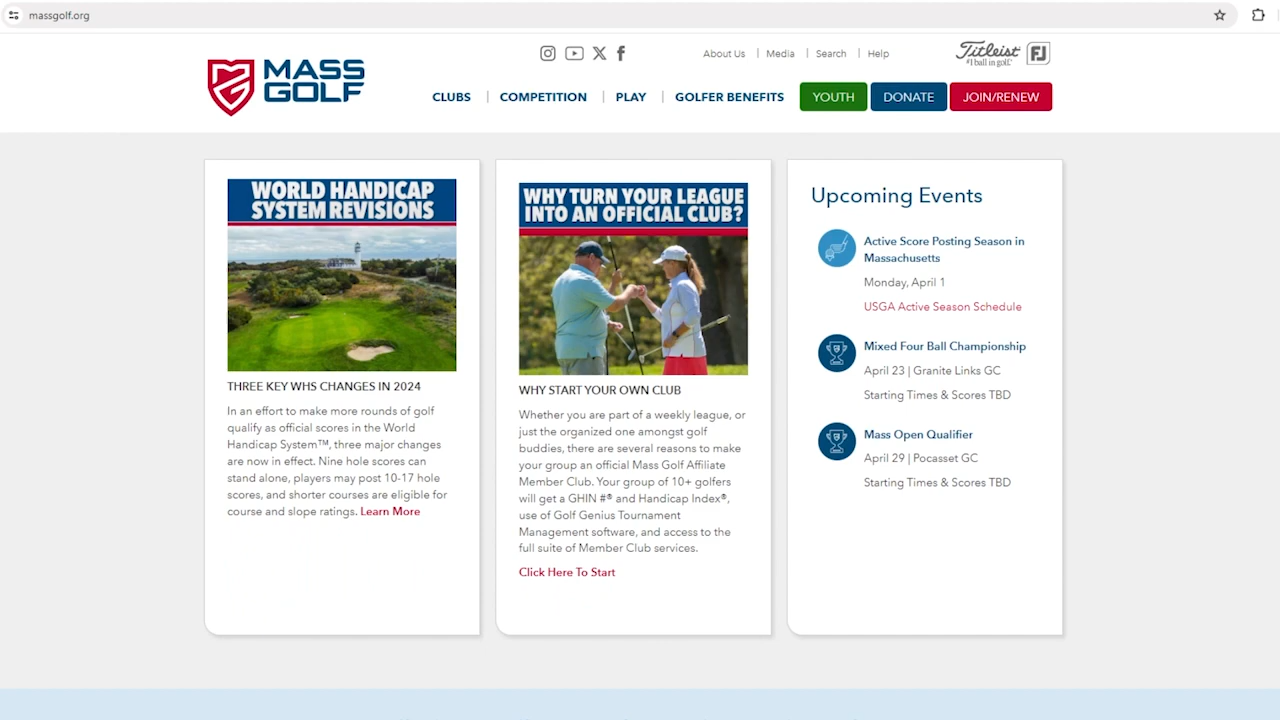 massgolf.org
About Us
Media
Search
Help
Titleist
#1 ball in golf.
FJ
MASS
GOLF
CLUBS
COMPETITION
PLAY
GOLFER BENEFITS
YOUTH
DONATE
JOIN/RENEW
WORLD HANDICAP
SYSTEM REVISIONS
THREE KEY WHS CHANGES IN 2024
In an effort to make more rounds of golf
qualify as official scores in the World
Handicap System™, three major changes
are now in effect. Nine hole scores can
stand alone, players may post 10-17 hole
scores, and shorter courses are eligible for
course and slope ratings. Learn More
WHY TURN YOUR LEAGUE
INTO AN OFFICIAL CLUB?
WHY START YOUR OWN CLUB
Whether you are part of a weekly league, or
just the organized one amongst golf
buddies, there are several reasons to make
your group an official Mass Golf Affiliate
Member Club. Your group of 10+ golfers
will get a GHIN #® and Handicap Index®,
use of Golf Genius Tournament
Management software, and access to the
full suite of Member Club services.
Click Here To Start
Upcoming Events
Active Score Posting Season in
Massachusetts
Monday, April 1
USGA Active Season Schedule
Mixed Four Ball Championship
April 23 | Granite Links GC
Starting Times & Scores TBD
Mass Open Qualifier
April 29 | Pocasset GC
Starting Times & Scores TBD